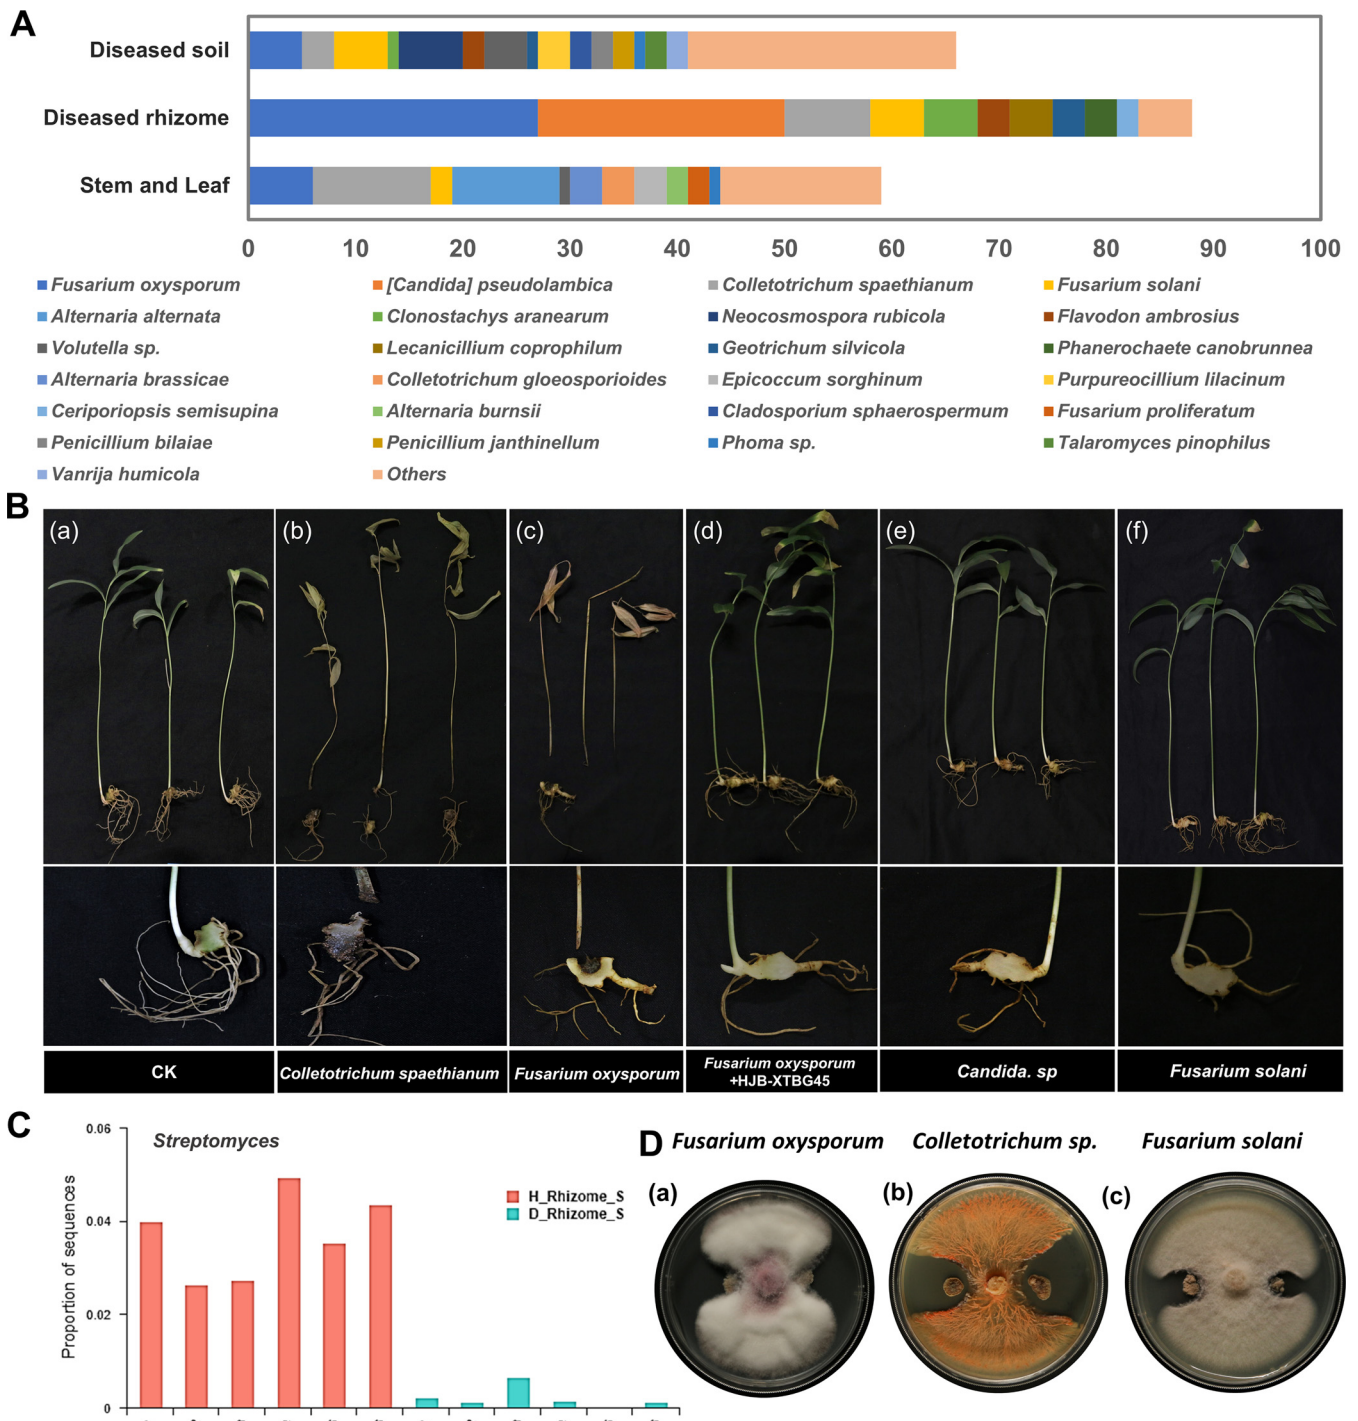 A
Diseased soil
Diseased rhizome
Stem and Leaf
0 10 20 30 40 50 60 70 80 90 100
Fusarium oxysporum [Candida] pseudolambica Colletotrichum spaethianum Fusarium solani
Alternaria alternata Clonostachys aranearum Neocosmospora rubicola Flavodon ambrosius
Volutella sp. Lecanicillium coprophilum Geotrichum silvicola Phanerochaete canobrunnea
Alternaria brassicae Colletotrichum gloeosporioides Epicoccum sorghinum Purpureocillium lilacinum
Ceriporiopsis semisupina Alternaria burnsii Cladosporium sphaerospermum Fusarium proliferatum
Penicillium bilaiae Penicillium janthinellum Phoma sp. Talaromyces pinophilus
Vanrija humicola Others
B
(a) (b) (c) (d) (e) (f)
CK
Colletotrichum spaethianum
Fusarium oxysporum
Fusarium oxysporum
+HJB-XTBG45
Candida. sp
Fusarium solani
C
Streptomyces
Proportion of sequences
0.06
0.04
0.02
0
H_Rhizome_S
D_Rhizome_S
D
Fusarium oxysporum Colletotrichum sp. Fusarium solani
(a) (b) (c)